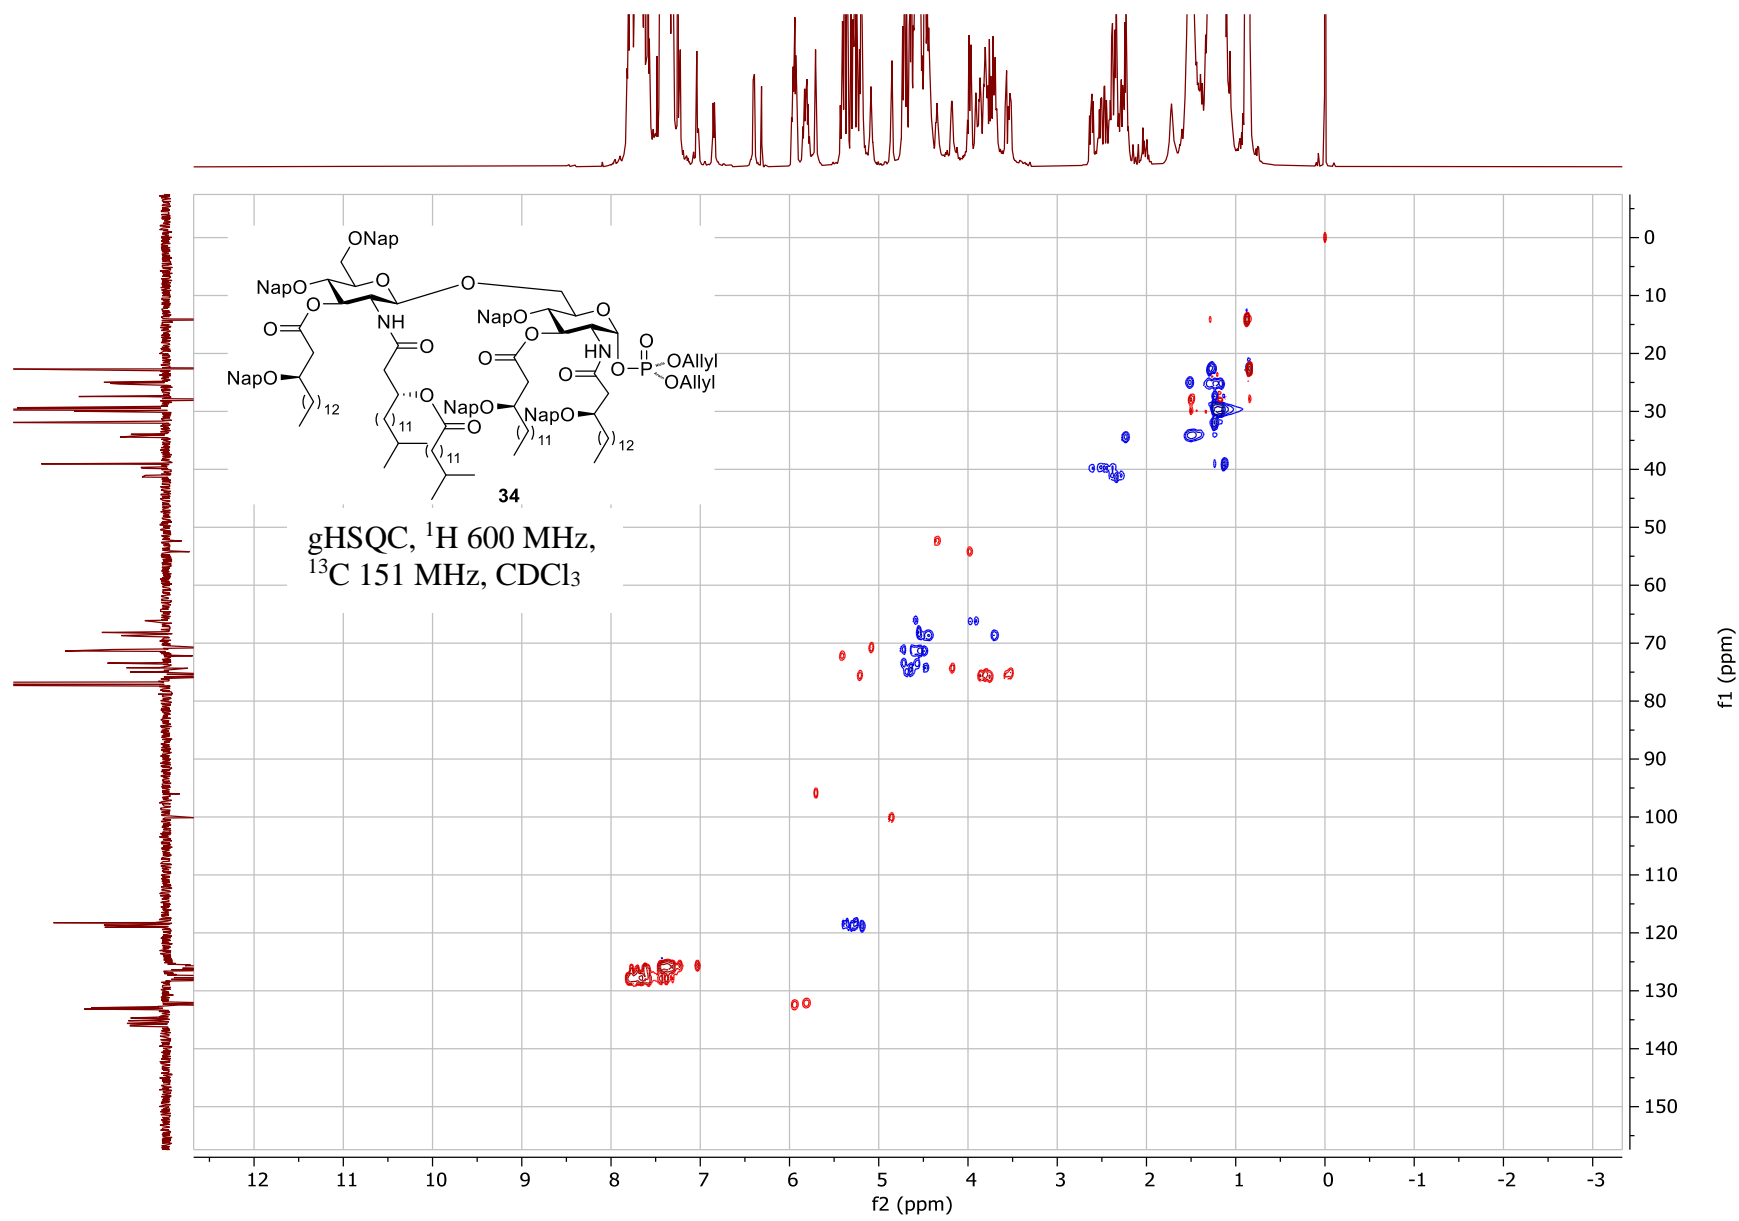 ONap
NapO
O
O
O
NapO
O
O
NH
O
O
HN
O
P
O
OAllyl
OAllyl
O
O
O
NapO
O
NapO
NapO
( )12
( )11
O
( )11
( )12
( )11
34
gHSQC, ¹H 600 MHz,
¹³C 151 MHz, CDCl₃
0
10
20
30
40
50
60
70
80
90
100
110
120
130
140
150
f1 (ppm)
12 11 10 9 8 7 6 5 4 3 2 1 0 -1 -2 -3
f2 (ppm)